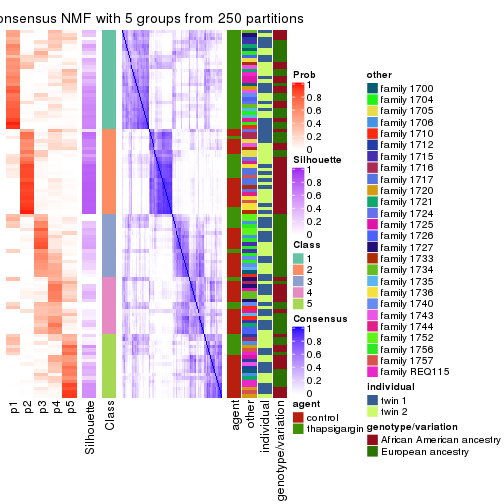 onsensus NMF with 5 groups from 250 partitions
p1
p2
p3
p4
p5
Silhouette
Class
agent
other
individual
genotype/variation
Prob
1
0.8
0.6
0.4
0.2
0
Silhouette
1
0.8
0.6
0.4
0.2
0
Class
1
2
3
4
5
Consensus
1
0.8
0.6
0.4
0.2
0
agent
control
thapsigargin
other
family 1700
family 1704
family 1705
family 1706
family 1710
family 1712
family 1715
family 1716
family 1717
family 1720
family 1721
family 1724
family 1725
family 1726
family 1727
family 1733
family 1734
family 1735
family 1736
family 1740
family 1743
family 1744
family 1752
family 1756
family 1757
family REQ115
individual
twin 1
twin 2
genotype/variation
African American ancestry
European ancestry